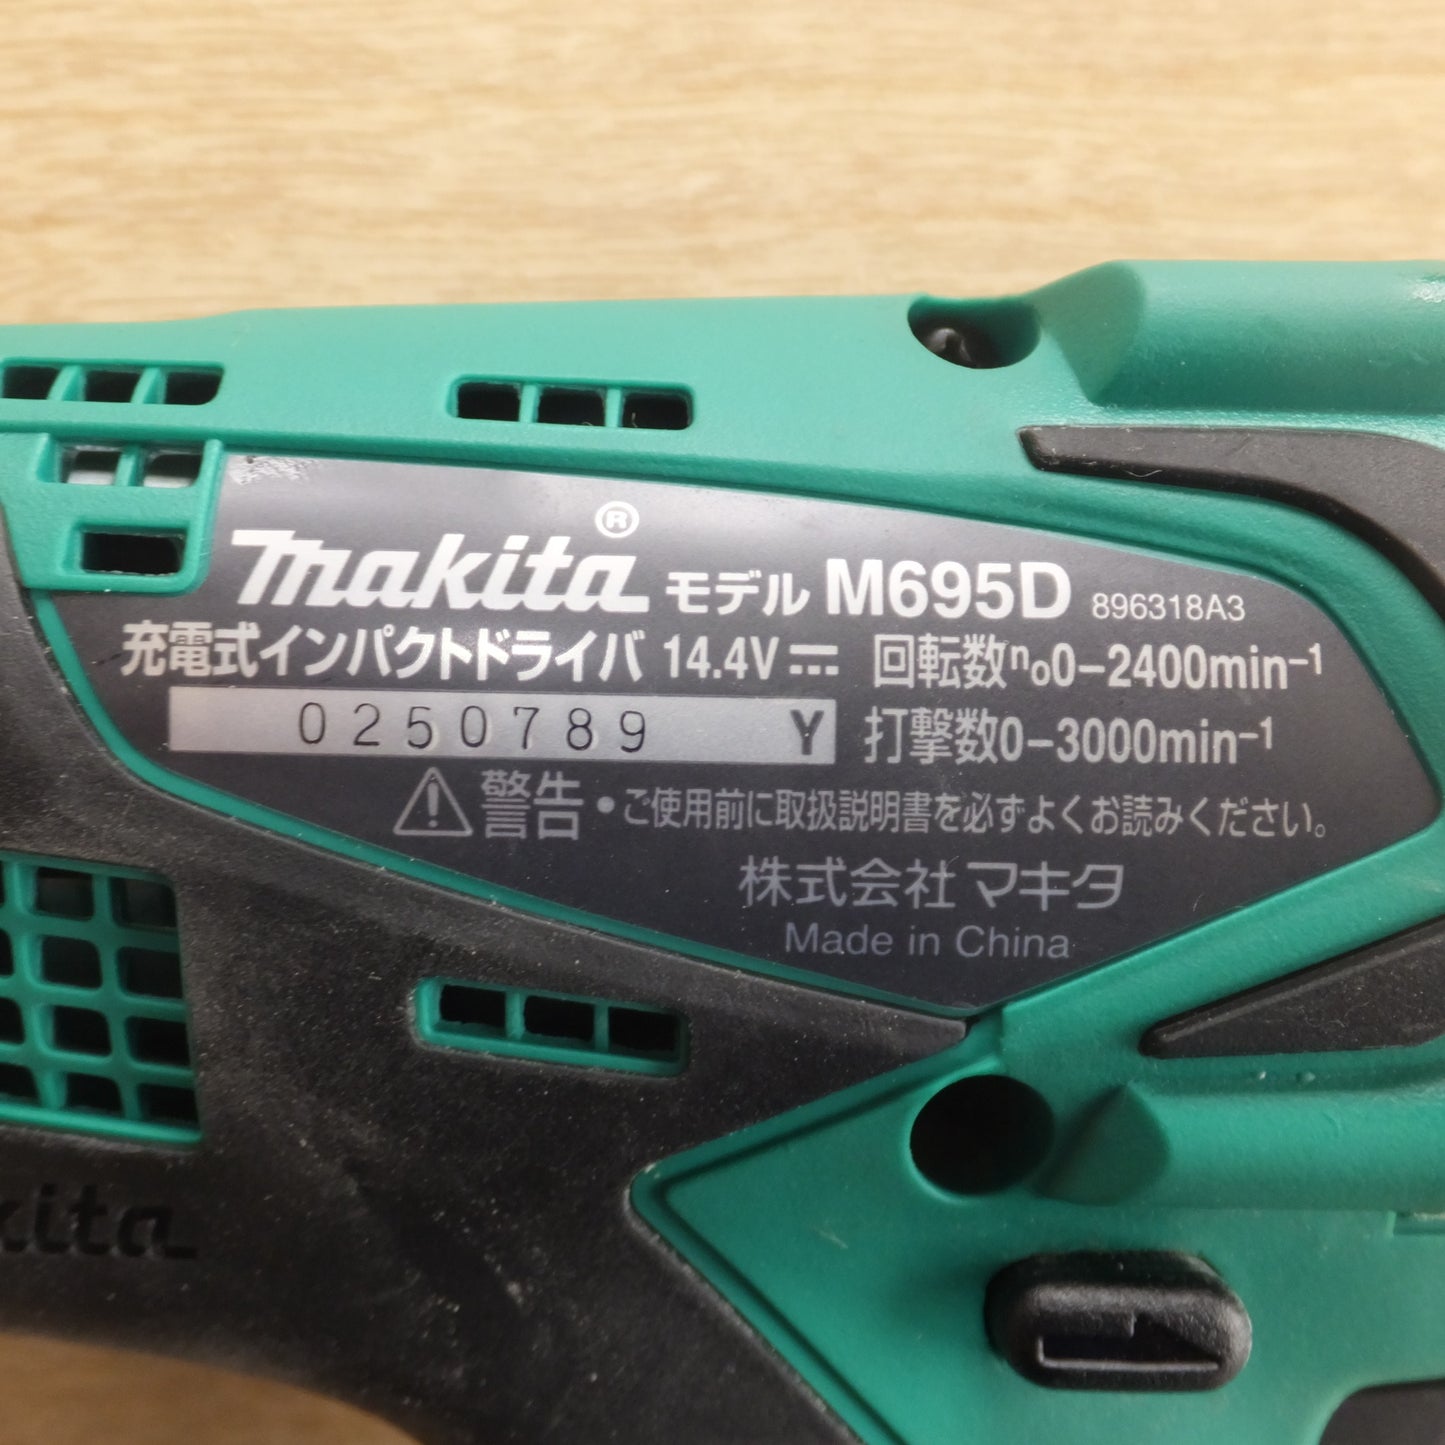 makita® モデル M695D 896318A3
充電式インパクトドライバ 14.4V⎓ 回転数n₀0-2400min⁻¹
0250789 Y 打撃数0-3000min⁻¹
⚠警告・ご使用前に取扱説明書を必ずよくお読みください。
株式会社マキタ
Made in China
kita